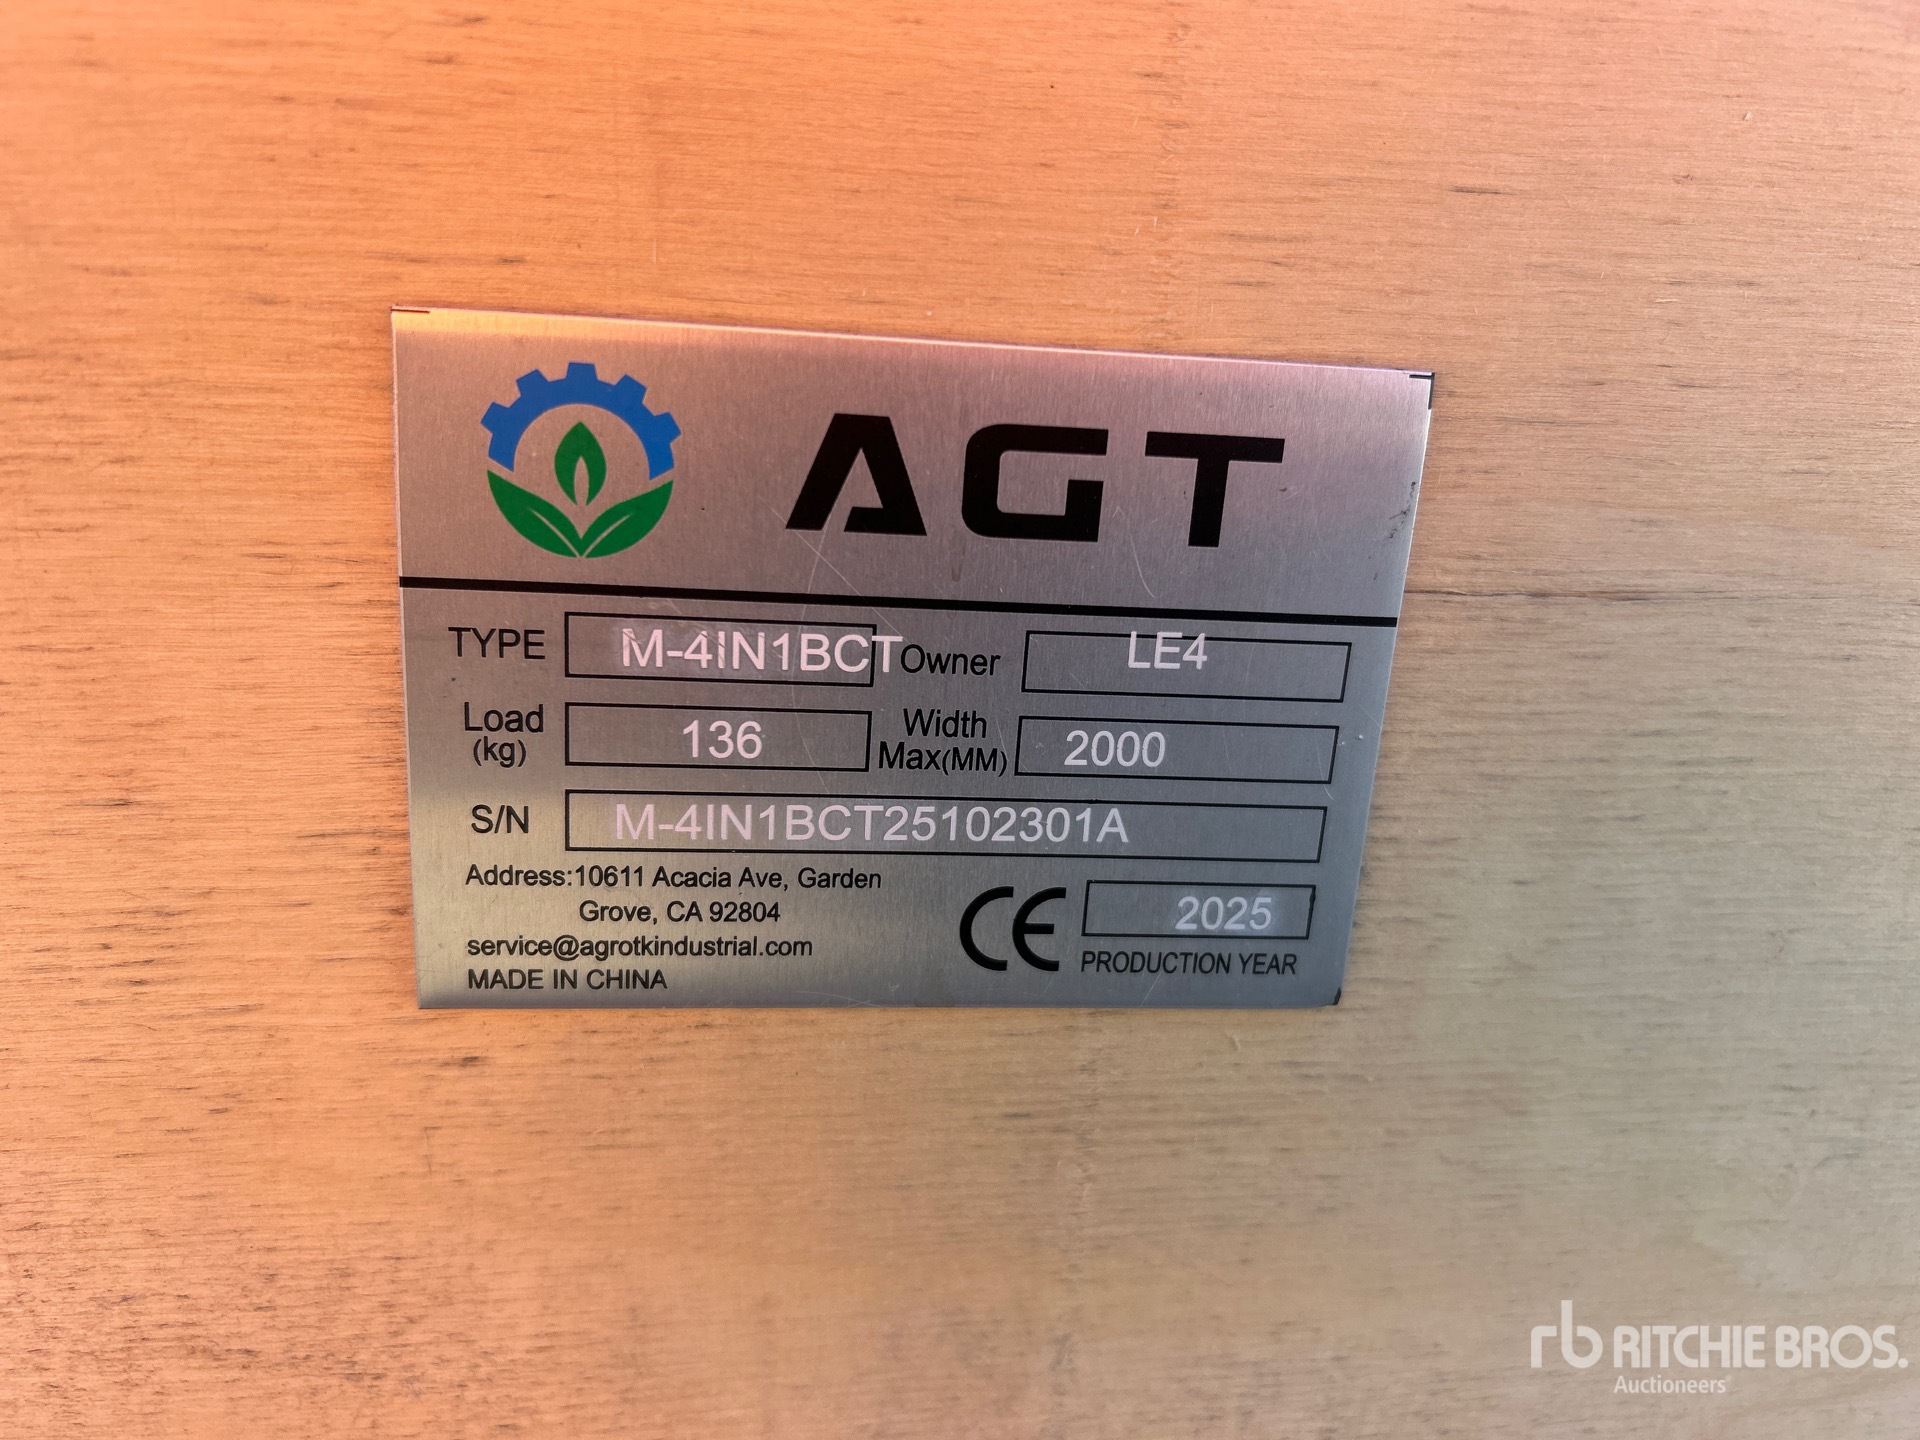 AGT
TYPE M-4IN1BCT Owner LE4
Load (kg) 136 Width Max(MM) 2000
S/N M-4IN1BCT25102301A
Address:10611 Acacia Ave, Garden
Grove, CA 92804
service@agrotkindustrial.com
MADE IN CHINA
CE 2025
PRODUCTION YEAR
rb RITCHIE BROS.
Auctioneers